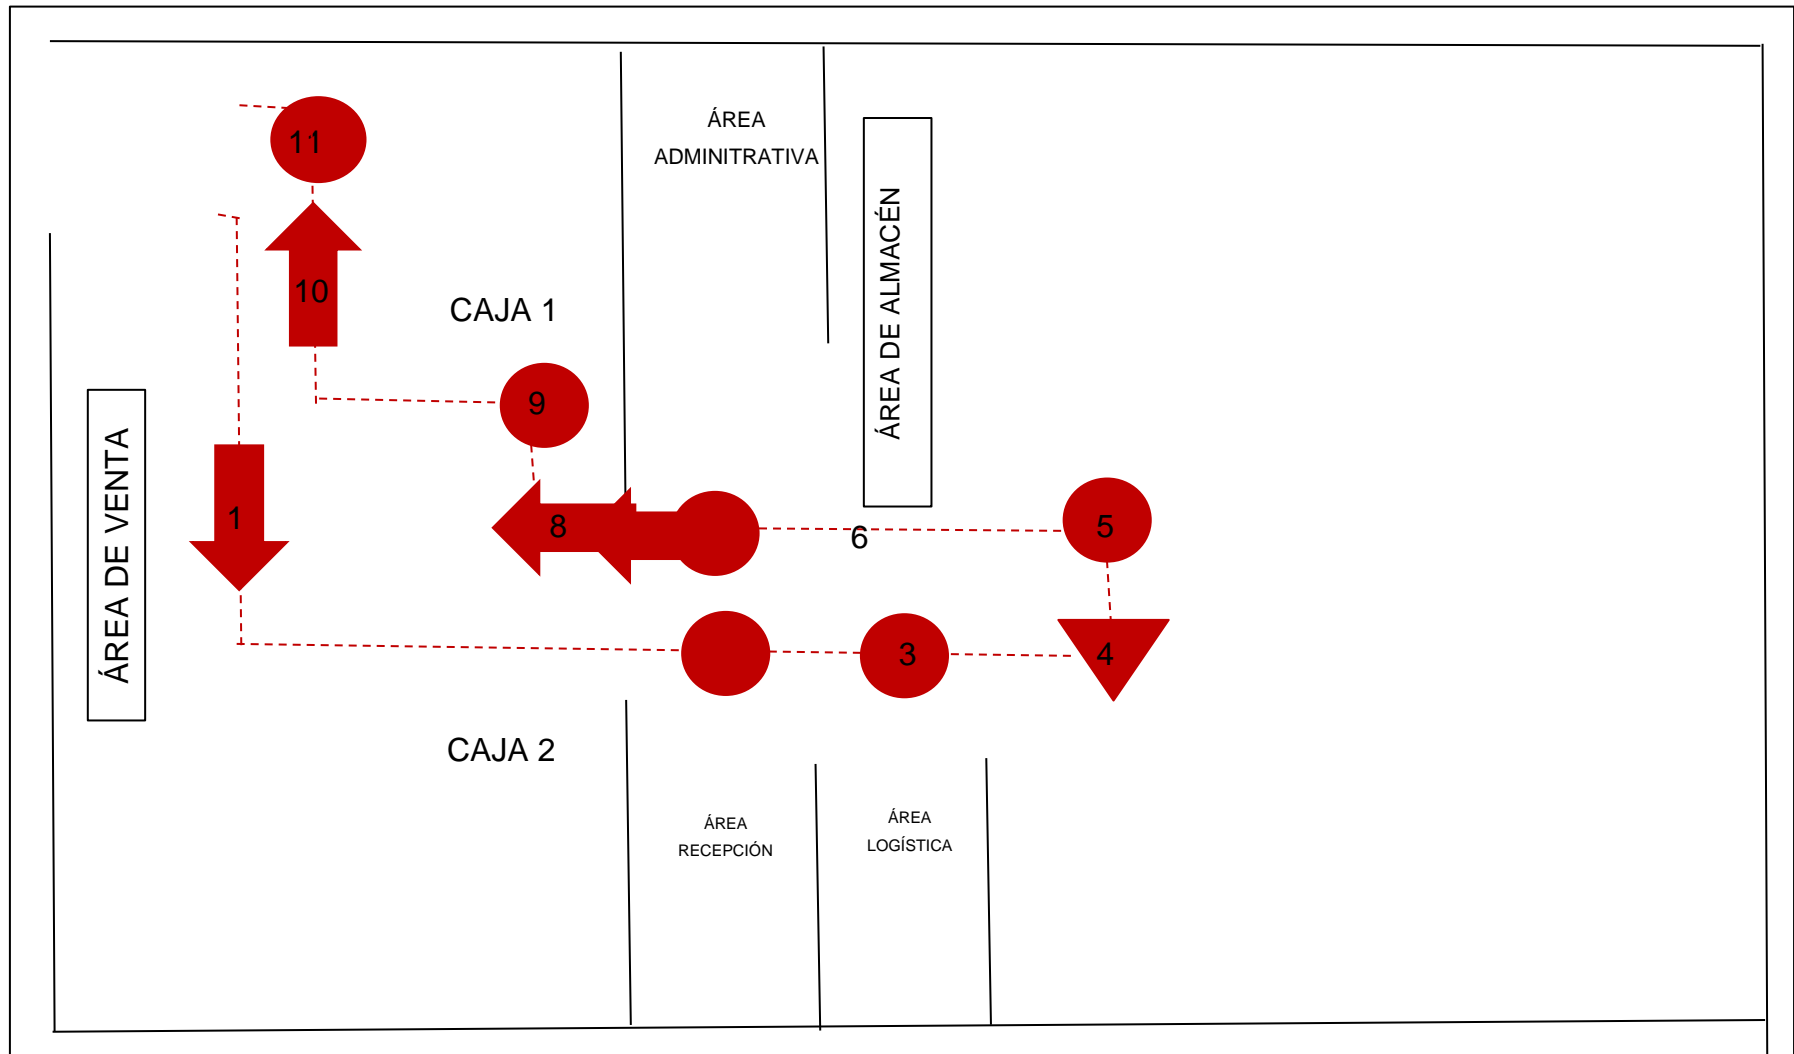 11
ÁREA
ADMINITRATIVA
ÁREA DE ALMACÉN
10
CAJA 1
9
ÁREA DE VENTA
1
8
6
5
3
4
CAJA 2
ÁREA
RECEPCIÓN
ÁREA
LOGÍSTICA